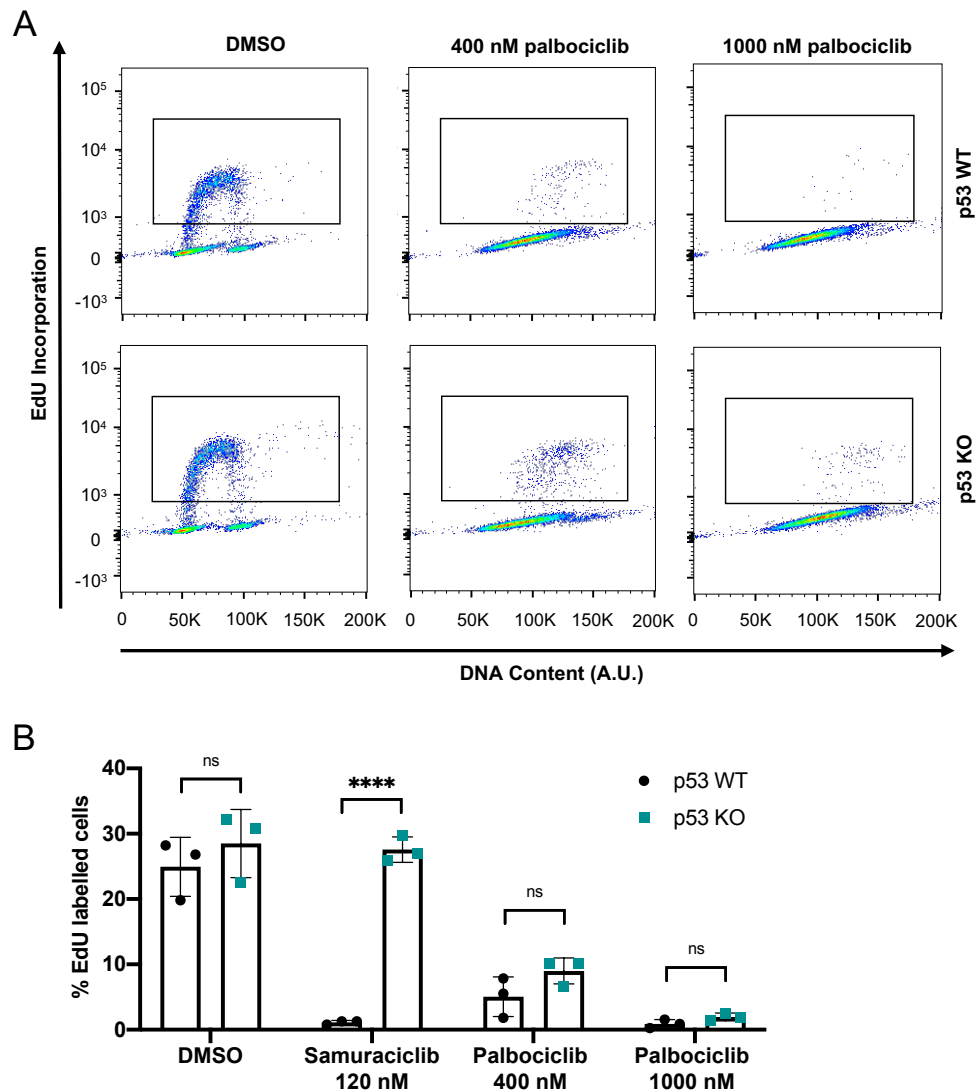 A
DMSO
400 nM palbociclib
1000 nM palbociclib
10⁵
10⁴
10³
0
-10³
p53 WT
10⁵
10⁴
10³
0
-10³
p53 KO
EdU Incorporation
0 50K 100K 150K 200K
0 50K 100K 150K 200K
0 50K 100K 150K 200K
DNA Content (A.U.)
B
% EdU labelled cells
40
30
20
10
0
ns
****
ns
ns
p53 WT
p53 KO
DMSO
Samuraciclib
120 nM
Palbociclib
400 nM
Palbociclib
1000 nM